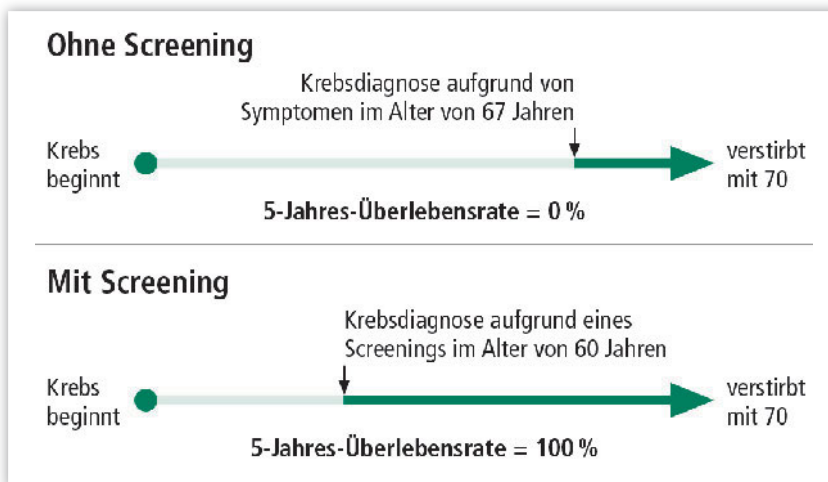 Ohne Screening
Krebsdiagnose aufgrund von
Symptomen im Alter von 67 Jahren
Krebs
beginnt
verstirbt
mit 70
5-Jahres-Überlebensrate = 0 %
Mit Screening
Krebsdiagnose aufgrund eines
Screenings im Alter von 60 Jahren
Krebs
beginnt
verstirbt
mit 70
5-Jahres-Überlebensrate = 100 %